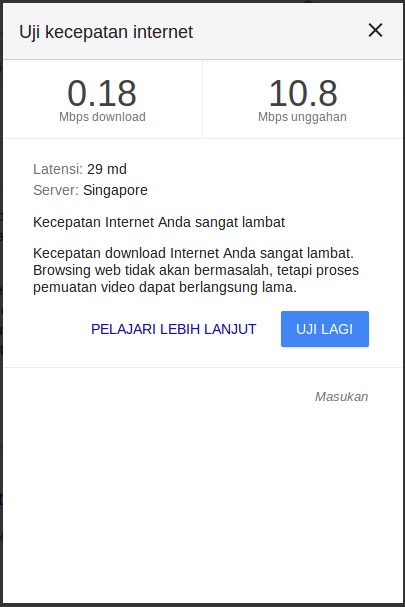 Uji kecepatan internet
0.18
Mbps download
10.8
Mbps unggahan
Latensi: 29 md
Server: Singapore
Kecepatan Internet Anda sangat lambat
Kecepatan download Internet Anda sangat lambat.
Browsing web tidak akan bermasalah, tetapi proses
pemuatan video dapat berlangsung lama.
PELAJARI LEBIH LANJUT
UJI LAGI
Masukan